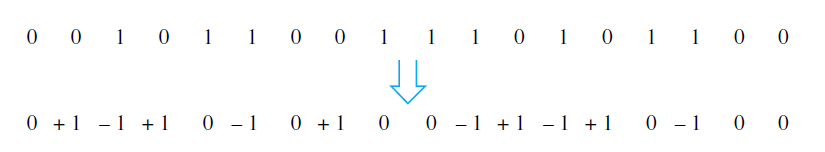 0 0 1 0 1 1 0 0 1 1 1 0 1 0 1 1 0 0
0 + 1 – 1 + 1 0 – 1 0 + 1 0 0 – 1 + 1 – 1 + 1 0 – 1 0 0